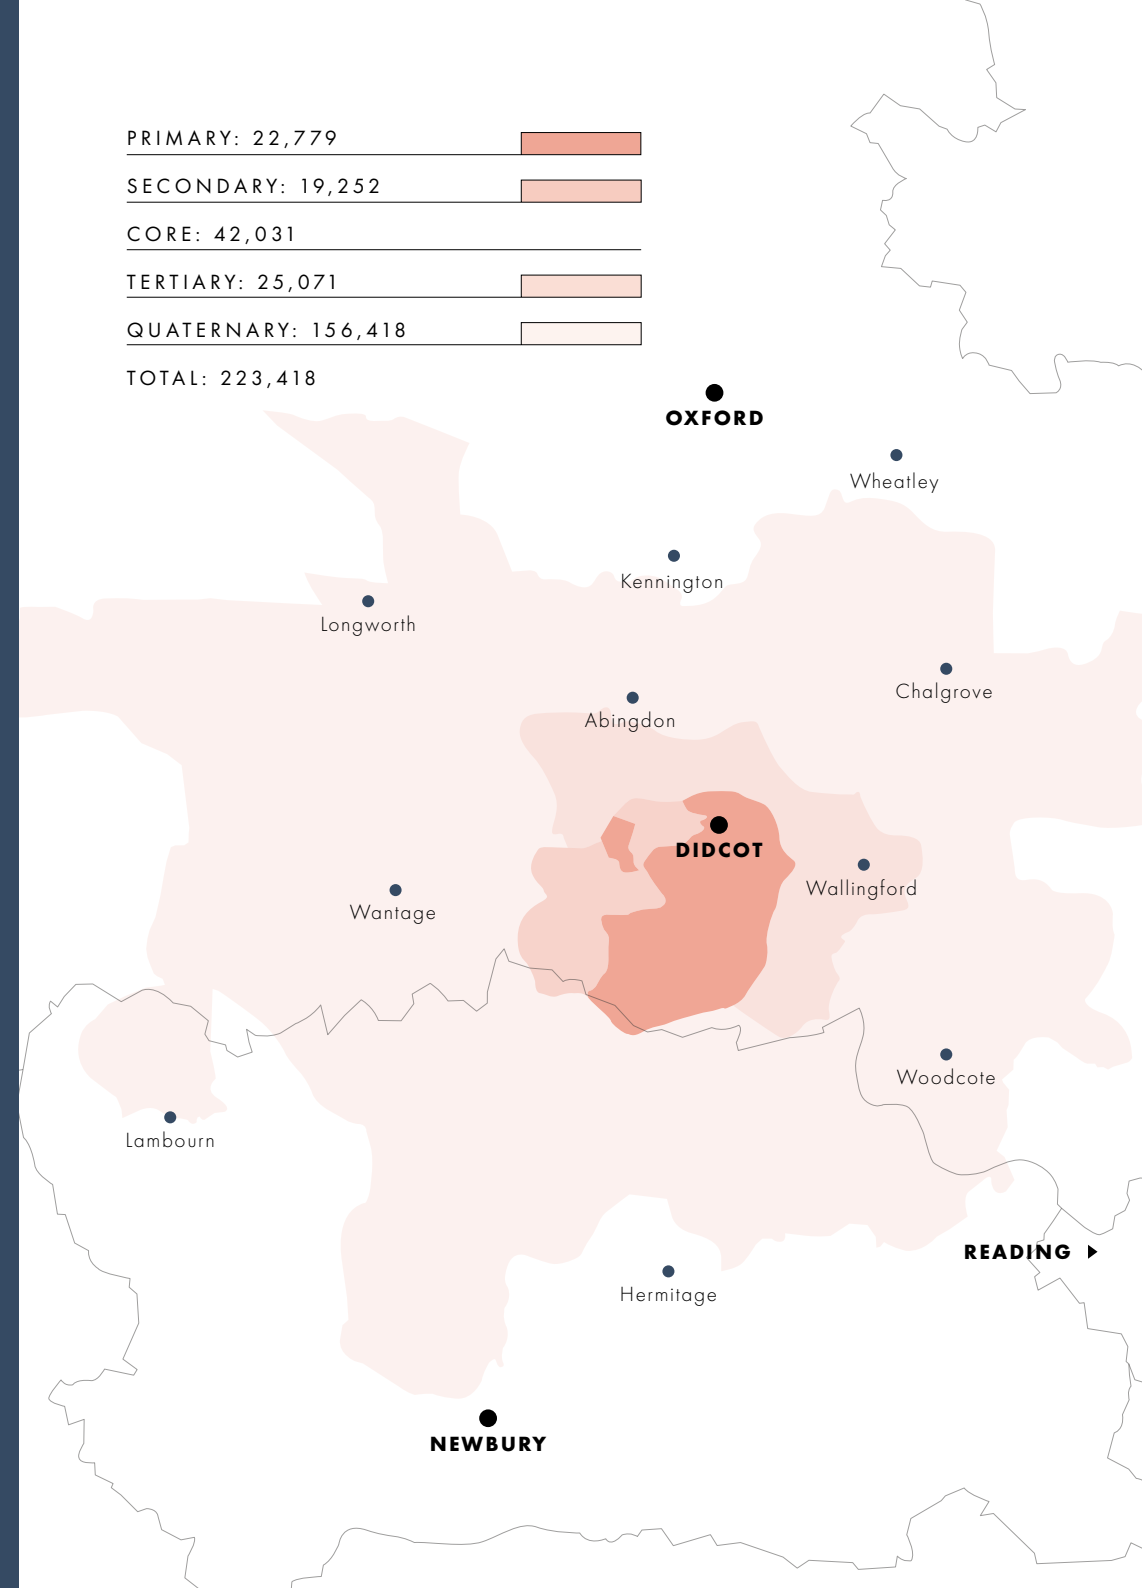 PRIMARY: 22,779
SECONDARY: 19,252
CORE: 42,031
TERTIARY: 25,071
QUATERNARY: 156,418
TOTAL: 223,418
OXFORD
Wheatley
Kennington
Longworth
Chalgrove
Abingdon
DIDCOT
Wallingford
Wantage
Woodcote
Lambourn
READING
Hermitage
NEWBURY